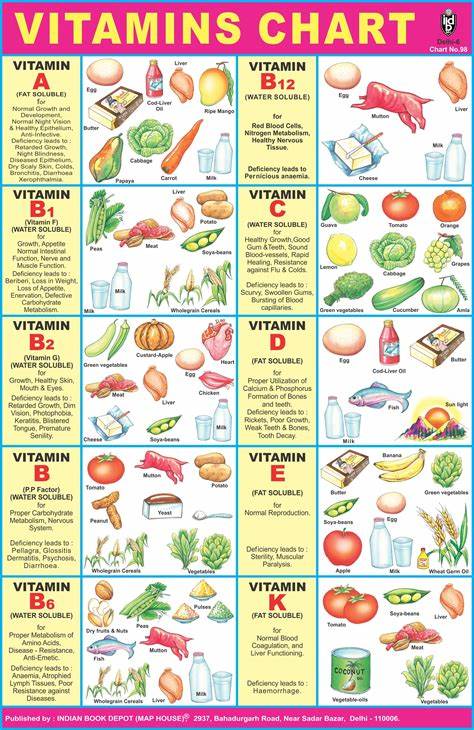 VITAMINS CHART
Delhi-6
Chart No.98
VITAMIN
A
(FAT SOLUBLE)
for
Normal Growth and
Development,
Normal Night Vision
& Healthy Epithelium,
Anti-Infective.
Deficiency leads to :
Retarded Growth,
Night Blindness,
Diseased Epithelium,
Dry Scaly Skin, Colds,
Bronchitis, Diarrhoea
Xerophthalmia.
Egg
Liver
Butter
Cod-Liver
Oil
Ripe Mango
Cabbage
Papaya
Carrot
Milk
VITAMIN
B12
(WATER SOLUBLE)
for
Red Blood Cells,
Nitrogen Metabolism,
Healthy Nervous
Tissue.
Deficiency leads to
Pernicious anaemia.
Egg
Liver
Mutton
Cheese
Milk
VITAMIN
B1
(Vitamin F)
(WATER SOLUBLE)
for
Growth, Appetite
Normal Intestinal
Function, Nerve and
Muscle Function.
Deficiency leads to :
Beriberi, Loss in Weight,
Loss of Appetite,
Enervation, Defective
Carbohydrate
Metabolism.
Liver
Potato
Peas
Meat
Soya-beans
Milk
Wholegrain Cereals
VITAMIN
C
(WATER SOLUBLE)
for
Healthy Growth,Good
Gum &Teeth, Sound
Blood-vessels, Rapid
Healing, Resistance
against Flu & Colds.
Deficiency leads to :
Scurvy, Swoollen Gums,
Bursting of Blood
capillaries.
Guava
Tomato
Orange
Lemon
Cabbage
Grapes
Green vegetables
Cucumber
Green vegetables
VITAMIN
B2
(Vitamin G)
(WATER SOLUBLE)
for
Growth, Healthy Skin,
Mouth & Eyes.
Deficiency leads to :
Retarded Growth, Dim
Vision, Photophobia,
Keratitis, Blistered
Tongue, Premature
Senility.
Green vegetables
Custard-Apple
Heart
Egg
Meat
Liver
Chicken
Cheese
Soya-beans
Milk
VITAMIN
D
(FAT SOLUBLE)
for
Proper Utilization of
Calcium & Phosphorus
Formation of Bones
and teeth.
Deficiency leads to :
Rickets, Poor Growth,
Weak Teeth & Bones,
Tooth Decay.
Egg
Cod-Liver Oil
Butter
Fish
Milk
Sunlight
VITAMIN
B
(P.P Factor)
(WATER SOLUBLE)
for
Proper Carbohydrate
Metabolism, Nervous
System.
Deficiency leads to :
Pellagra, Glossitis
Dermatitis, Psychosis,
Diarrhoea.
Tomato
Mutton
Potato
Peanut
Yeast
Liver
Wholegrain Cereals
Vegetables
VITAMIN
E
(FAT SOLUBLE)
for
Normal Reproduction.
Deficiency leads to :
Sterility, Muscular
Paralysis.
Butter
Banana
Green vegetables
Soya-beans
Egg
Apple
Milk
Wheat Germ Oil
VITAMIN
B6
(WATER SOLUBLE)
for
Proper Metabolism of
Amino Acids,
Disease - Resistance,
Anti-Emetic.
Deficiency leads to :
Anaemia, Atrophied
Lymph Tissues, Poor
Resistance against
Diseases.
Dry fruits & Nuts
Egg
Pulses
Fish
Mutton
Liver
Wholegrain Cereals
Milk
Vegetables
VITAMIN
K
(FAT SOLUBLE)
for
Normal Blood
Coagulation, and
Liver Functioning.
Deficiency leads to
Haemorrhage.
Tomato
Soya-beans
Liver
COCONUT
Vegetable-oils
Vegetables
Published by : INDIAN BOOK DEPOT (MAP HOUSE) 2937, Bahadurgarh Road, Near Sadar Bazar, Delhi - 110006.